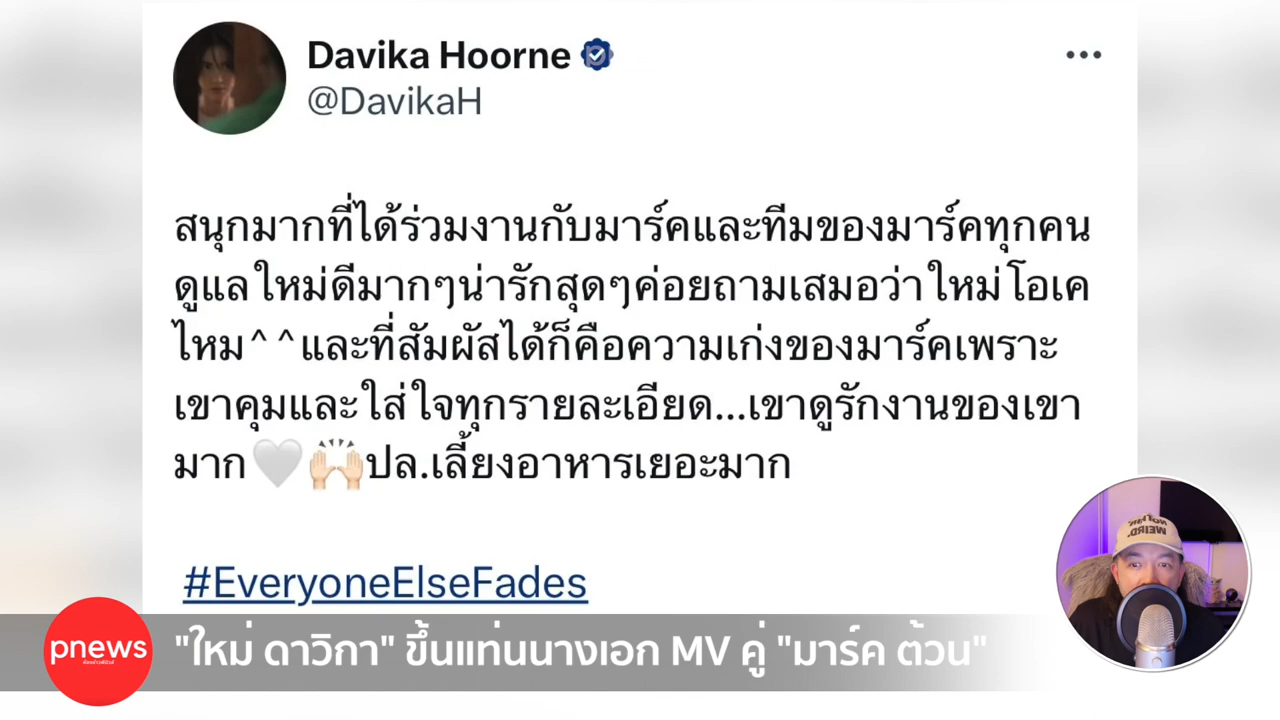 Davika Hoorne
@DavikaH
สนุกมากที่ได้ร่วมงานกับมาร์คและทีมของมาร์คทุกคน
ดูแลใหม่ดีมากๆน่ารักสุดๆค่อยถามเสมอว่าใหม่โอเค
ไหม^^และที่สัมผัสได้ก็คือความเก่งของมาร์คเพราะ
เขาคุมและใส่ใจทุกรายละเอียด...เขาดูรักงานของเขา
มาก🤍🙌🏻ปล.เลี้ยงอาหารเยอะมาก
#EveryoneElseFades
pnews
"ใหม่ ดาวิกา" ขึ้นแท่นนางเอก MV คู่ "มาร์ค ต้วน"